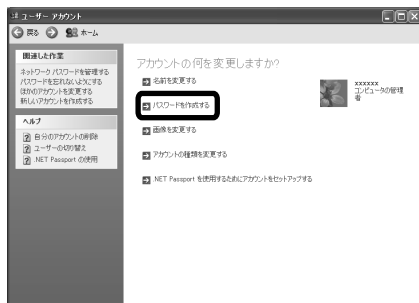 ユーザー アカウント
戻る ホーム
関連した作業
ネットワーク パスワードを管理する
パスワードを忘れないようにする
ほかのアカウントを変更する
新しいアカウントを作成する
ヘルプ
自分のアカウントの削除
ユーザーの切り替え
.NET Passport の使用
アカウントの何を変更しますか?
名前を変更する
パスワードを作成する
画像を変更する
アカウントの種類を変更する
.NET Passport を使用するためにアカウントをセットアップする
xxxxxx
コンピュータの管理
者